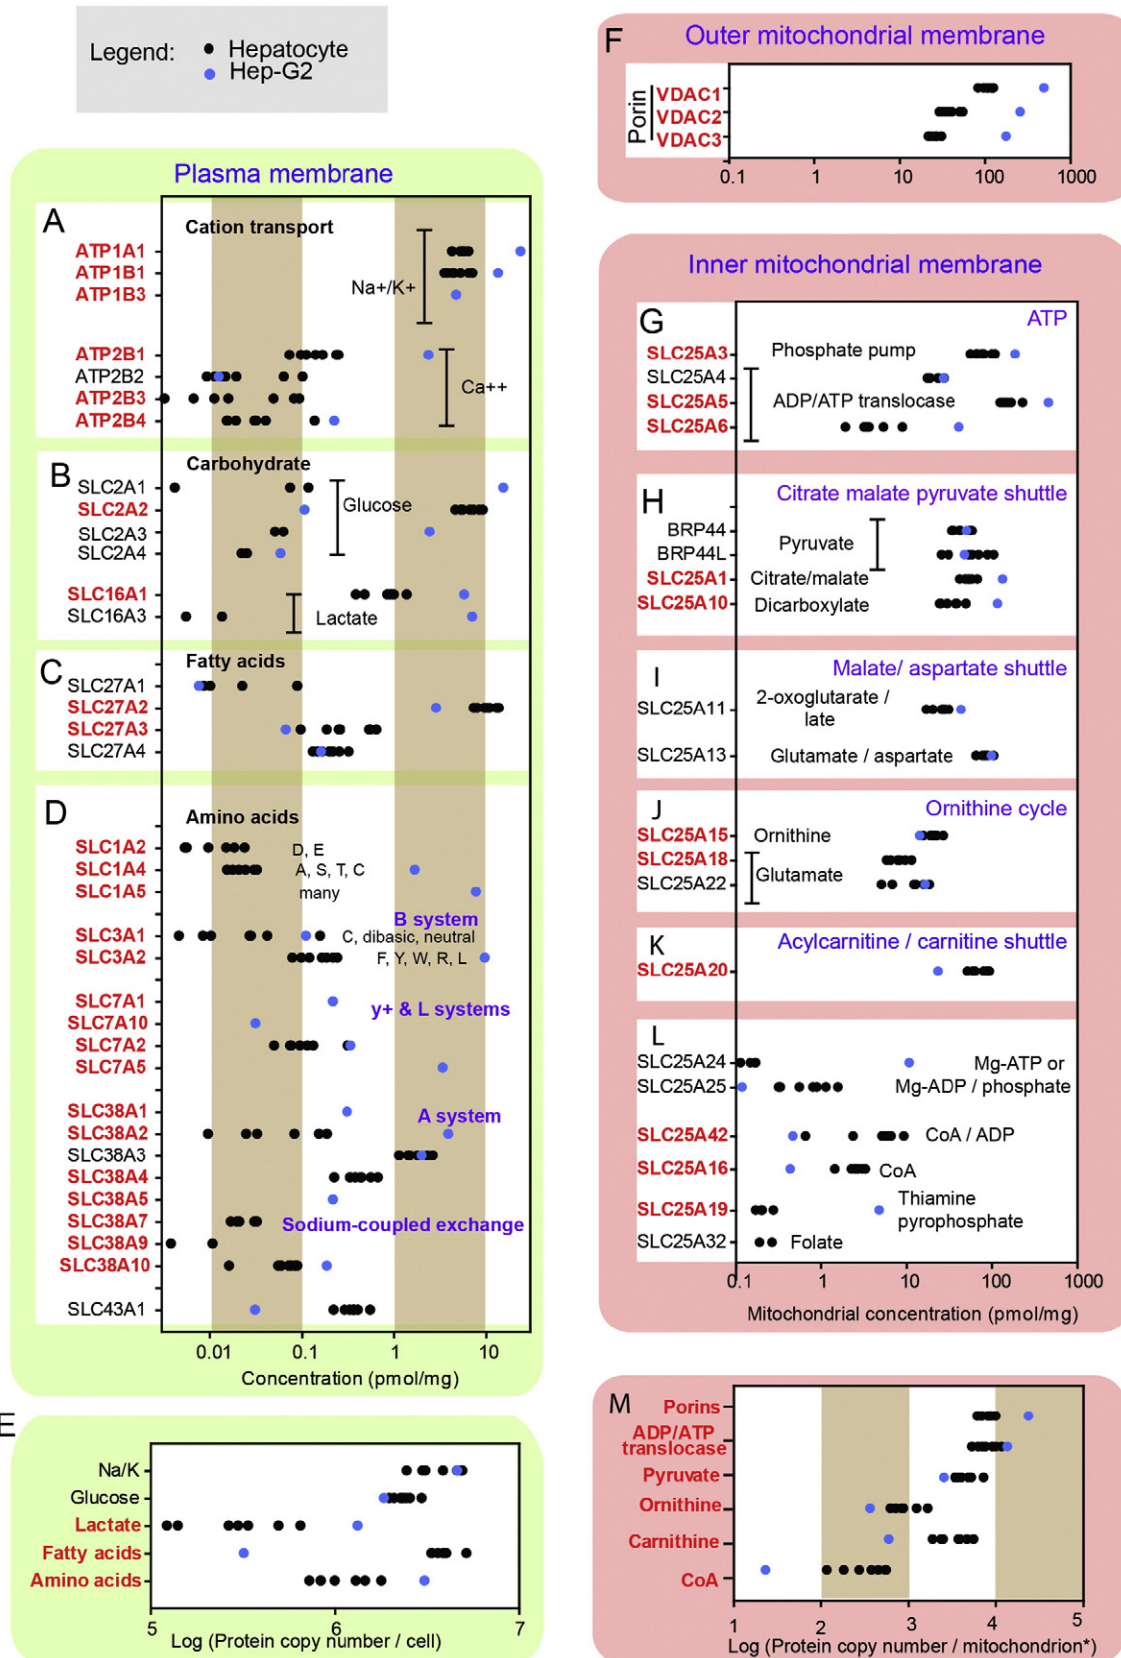 Legend:
Hepatocyte
Hep-G2
Plasma membrane
A
Cation transport
ATP1A1
ATP1B1
ATP1B3
Na+/K+
ATP2B1
ATP2B2
ATP2B3
ATP2B4
Ca++
B
Carbohydrate
SLC2A1
SLC2A2
SLC2A3
SLC2A4
Glucose
SLC16A1
SLC16A3
Lactate
C
Fatty acids
SLC27A1
SLC27A2
SLC27A3
SLC27A4
D
Amino acids
SLC1A2 D, E
SLC1A4 A, S, T, C
SLC1A5 many
B system
SLC3A1 C, dibasic, neutral
SLC3A2 F, Y, W, R, L
SLC7A1
y+ & L systems
SLC7A10
SLC7A2
SLC7A5
SLC38A1
A system
SLC38A2
SLC38A3
SLC38A4
SLC38A5
SLC38A7
Sodium-coupled exchange
SLC38A9
SLC38A10
SLC43A1
0.01 0.1 1 10
Concentration (pmol/mg)
E
Na/K
Glucose
Lactate
Fatty acids
Amino acids
5 6 7
Log (Protein copy number / cell)
F
Outer mitochondrial membrane
Porin
VDAC1
VDAC2
VDAC3
0.1 1 10 100 1000
Inner mitochondrial membrane
G
ATP
SLC25A3 Phosphate pump
SLC25A4
SLC25A5 ADP/ATP translocase
SLC25A6
H
Citrate malate pyruvate shuttle
BRP44
BRP44L
Pyruvate
SLC25A1 Citrate/malate
SLC25A10 Dicarboxylate
I
Malate/ aspartate shuttle
SLC25A11 2-oxoglutarate /
late
SLC25A13 Glutamate / aspartate
J
Ornithine cycle
SLC25A15 Ornithine
SLC25A18
SLC25A22
Glutamate
K
Acylcarnitine / carnitine shuttle
SLC25A20
L
SLC25A24 Mg-ATP or
SLC25A25 Mg-ADP / phosphate
SLC25A42 CoA / ADP
SLC25A16 CoA
SLC25A19 Thiamine
pyrophosphate
SLC25A32 Folate
0.1 1 10 100 1000
Mitochondrial concentration (pmol/mg)
M
Porins
ADP/ATP
translocase
Pyruvate
Ornithine
Carnithine
CoA
1 2 3 4 5
Log (Protein copy number / mitochondrion*)